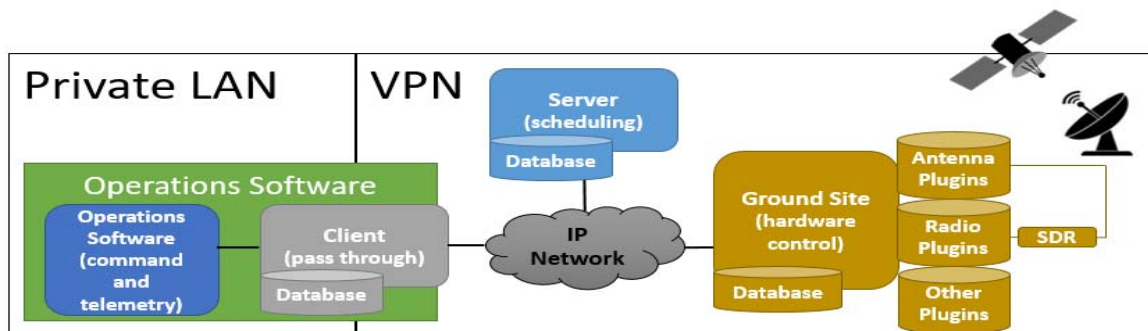 Private LAN
VPN
Server
(scheduling)
Database
Operations Software
Operations
Software
(command
and
telemetry)
Client
(pass through)
Database
IP
Network
Ground Site
(hardware
control)
Database
Antenna
Plugins
Radio
Plugins
SDR
Other
Plugins